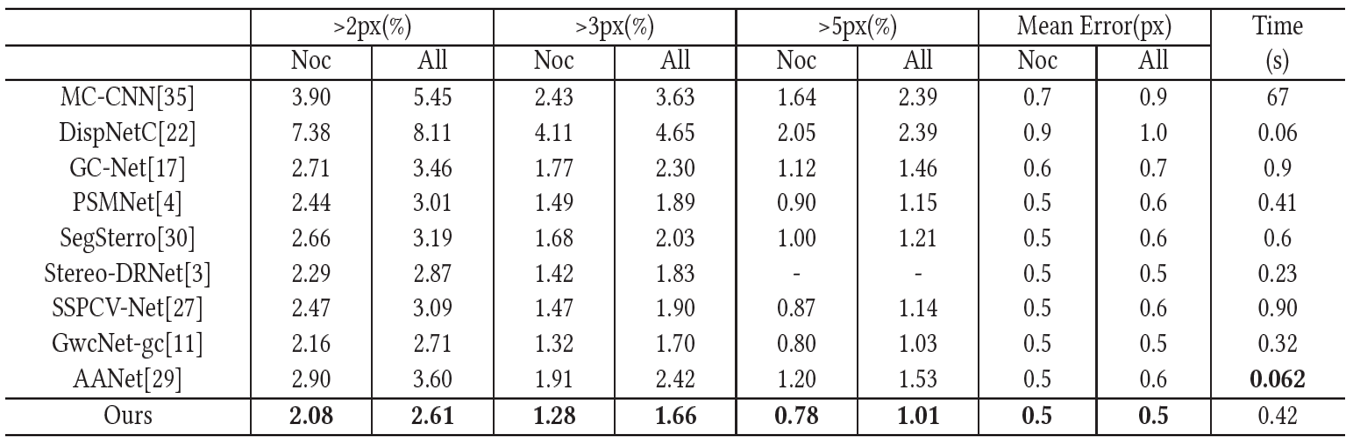 >2px(%) >3px(%) >5px(%) Mean Error(px) Time
Noc All Noc All Noc All Noc All (s)
MC-CNN[35] 3.90 5.45 2.43 3.63 1.64 2.39 0.7 0.9 67
DispNetC[22] 7.38 8.11 4.11 4.65 2.05 2.39 0.9 1.0 0.06
GC-Net[17] 2.71 3.46 1.77 2.30 1.12 1.46 0.6 0.7 0.9
PSMNet[4] 2.44 3.01 1.49 1.89 0.90 1.15 0.5 0.6 0.41
SegSterro[30] 2.66 3.19 1.68 2.03 1.00 1.21 0.5 0.6 0.6
Stereo-DRNet[3] 2.29 2.87 1.42 1.83 - - 0.5 0.5 0.23
SSPCV-Net[27] 2.47 3.09 1.47 1.90 0.87 1.14 0.5 0.6 0.90
GwcNet-gc[11] 2.16 2.71 1.32 1.70 0.80 1.03 0.5 0.5 0.32
AANet[29] 2.90 3.60 1.91 2.42 1.20 1.53 0.5 0.6 0.062
Ours 2.08 2.61 1.28 1.66 0.78 1.01 0.5 0.5 0.42